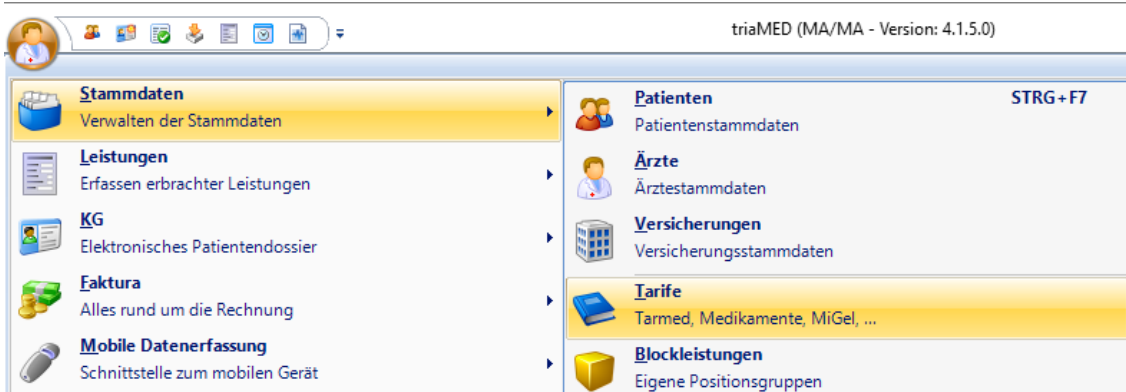 triaMED (MA/MA - Version: 4.1.5.0)
Stammdaten
Verwalten der Stammdaten
Leistungen
Erfassen erbrachter Leistungen
KG
Elektronisches Patientendossier
Faktura
Alles rund um die Rechnung
Mobile Datenerfassung
Schnittstelle zum mobilen Gerät
Patienten STRG+F7
Patientenstammdaten
Ärzte
Ärztestammdaten
Versicherungen
Versicherungsstammdaten
Tarife
Tarmed, Medikamente, MiGel, ...
Blockleistungen
Eigene Positionsgruppen